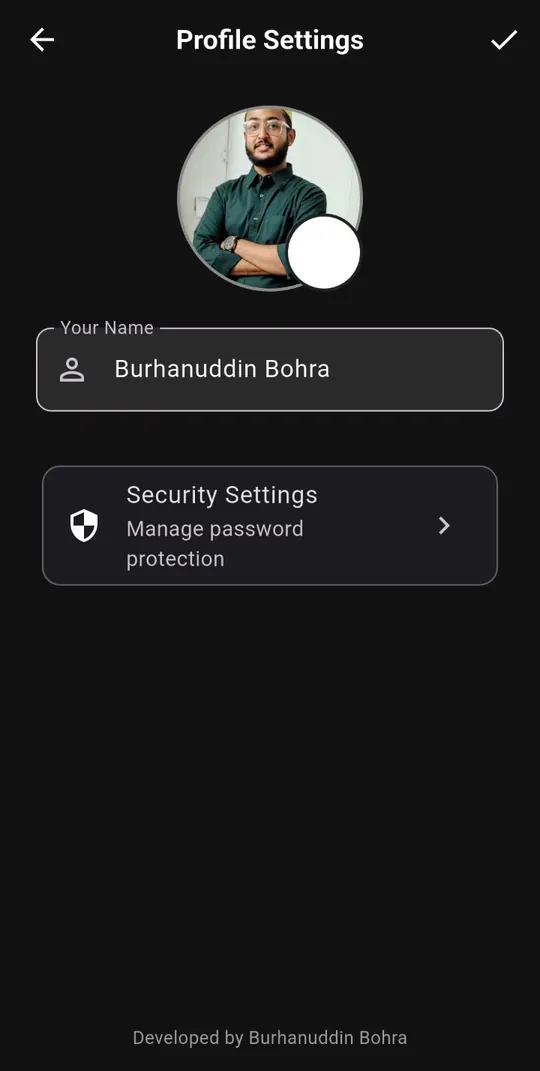 Profile Settings
Your Name
Burhanuddin Bohra
Security Settings
Manage password
protection
Developed by Burhanuddin Bohra